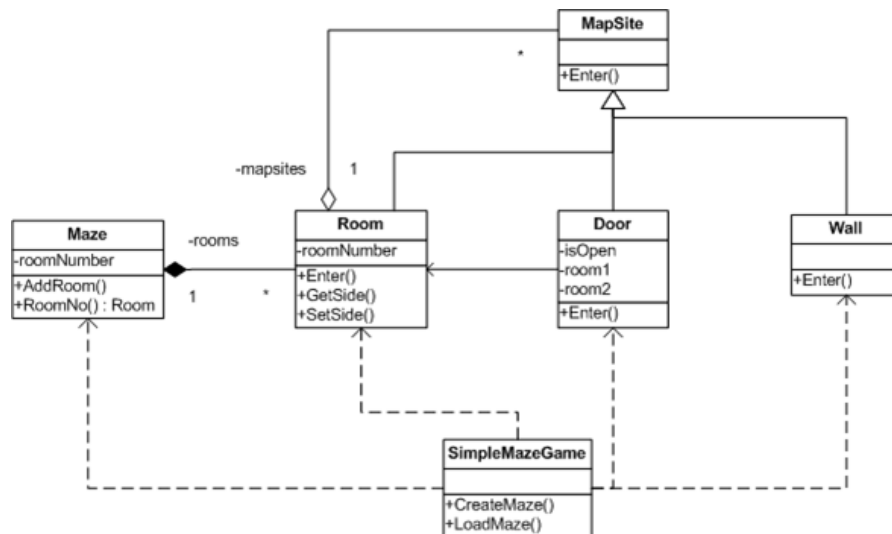 MapSite
+Enter()
*
-mapsites
1
Room
-roomNumber
+Enter()
+GetSide()
+SetSide()
Door
-isOpen
-room1
-room2
+Enter()
Wall
+Enter()
Maze
-roomNumber
+AddRoom()
+RoomNo() : Room
-rooms
1
*
SimpleMazeGame
+CreateMaze()
+LoadMaze()